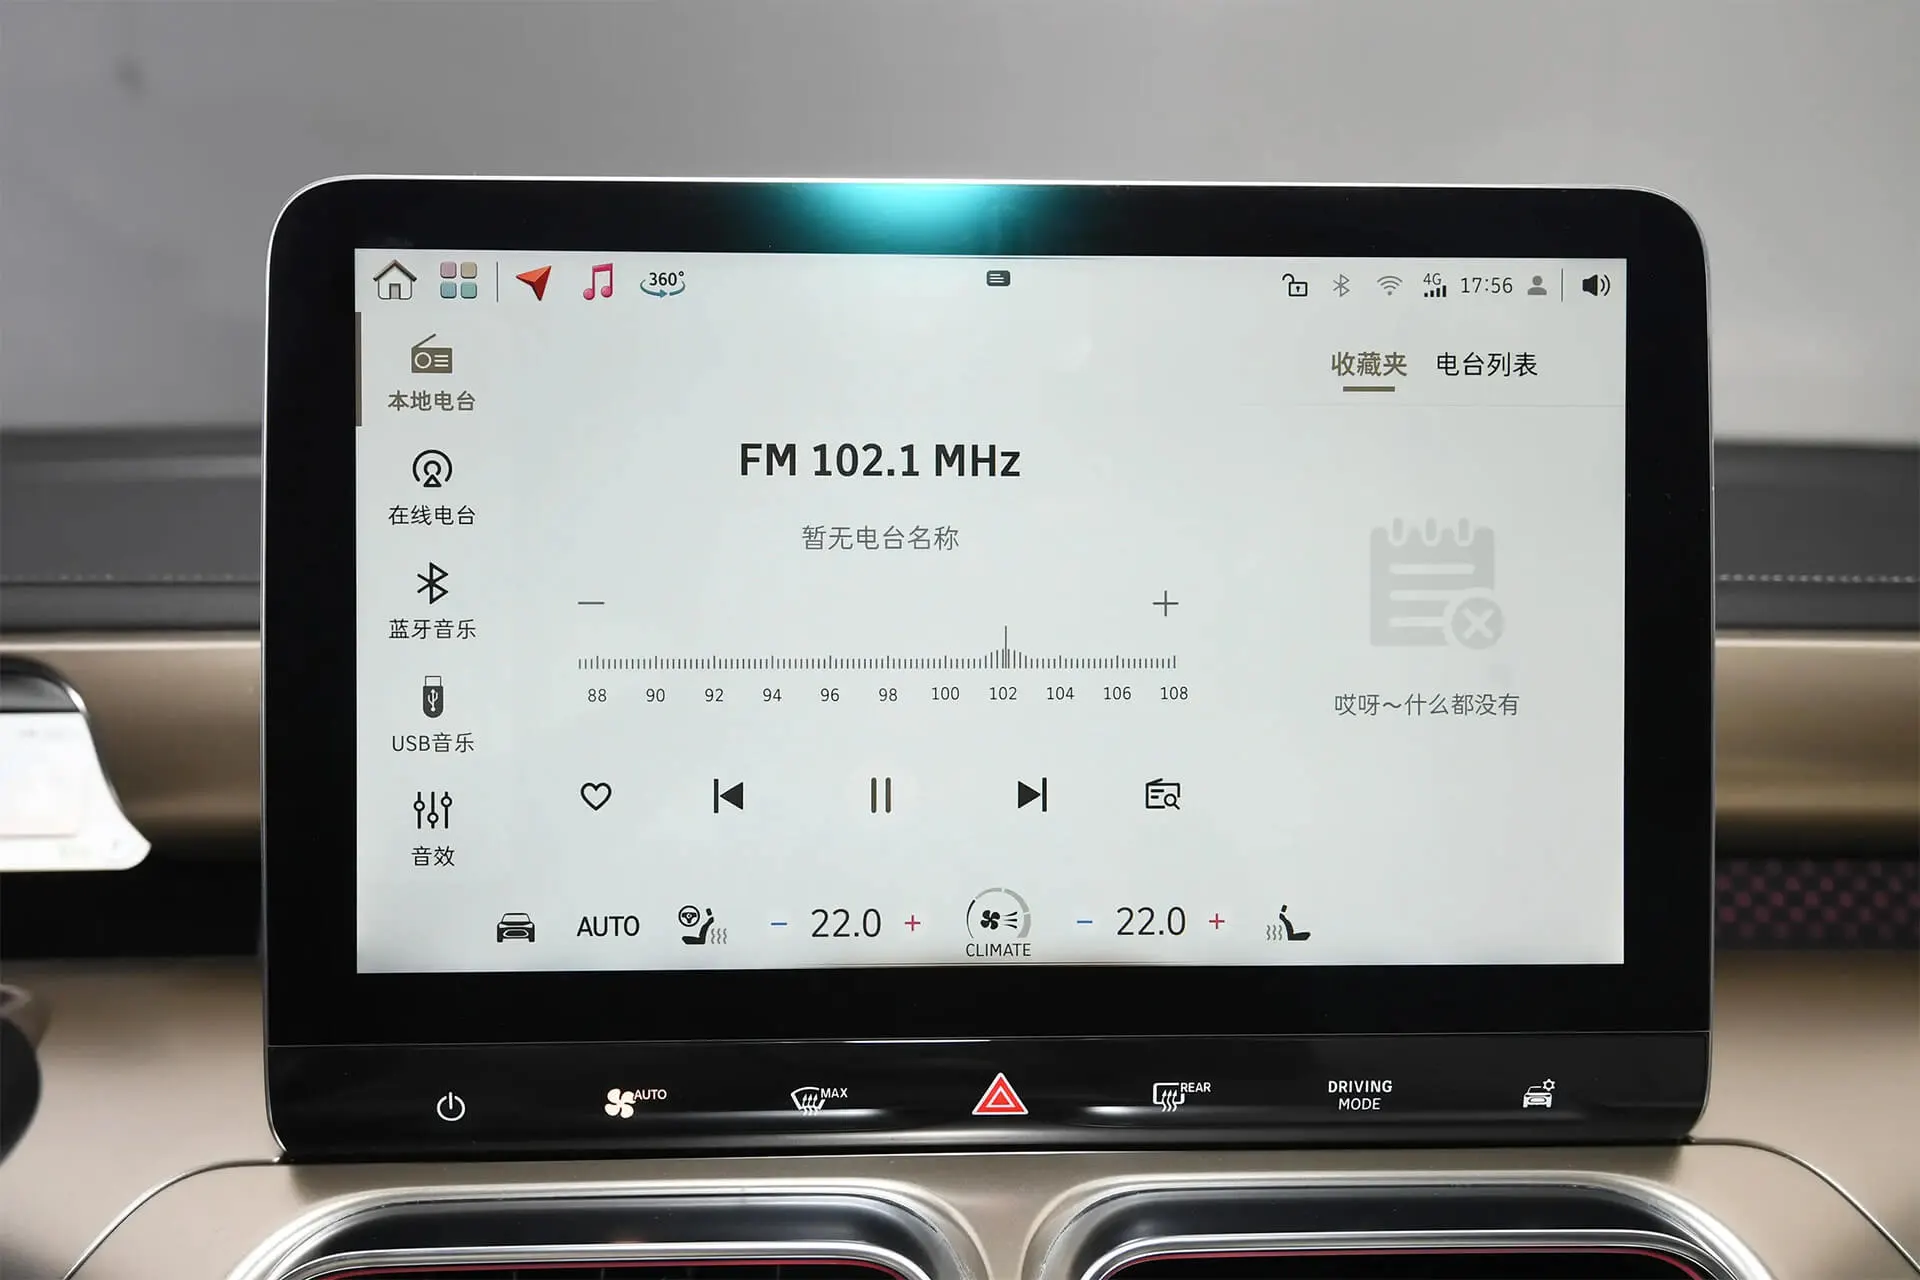 360°
4G 17:56
本地电台
在线电台
蓝牙音乐
USB音乐
音效
FM 102.1 MHz
暂无电台名称
88 90 92 94 96 98 100 102 104 106 108
收藏夹 电台列表
哎呀～什么都没有
AUTO - 22.0 + CLIMATE - 22.0 +
AUTO
MAX
REAR
DRIVING
MODE